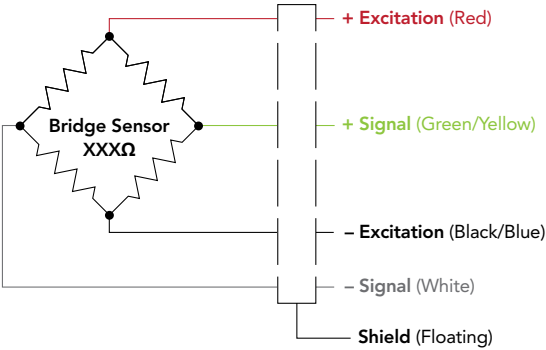 + Excitation (Red)
Bridge Sensor
XXXΩ
+ Signal (Green/Yellow)
– Excitation (Black/Blue)
– Signal (White)
Shield (Floating)